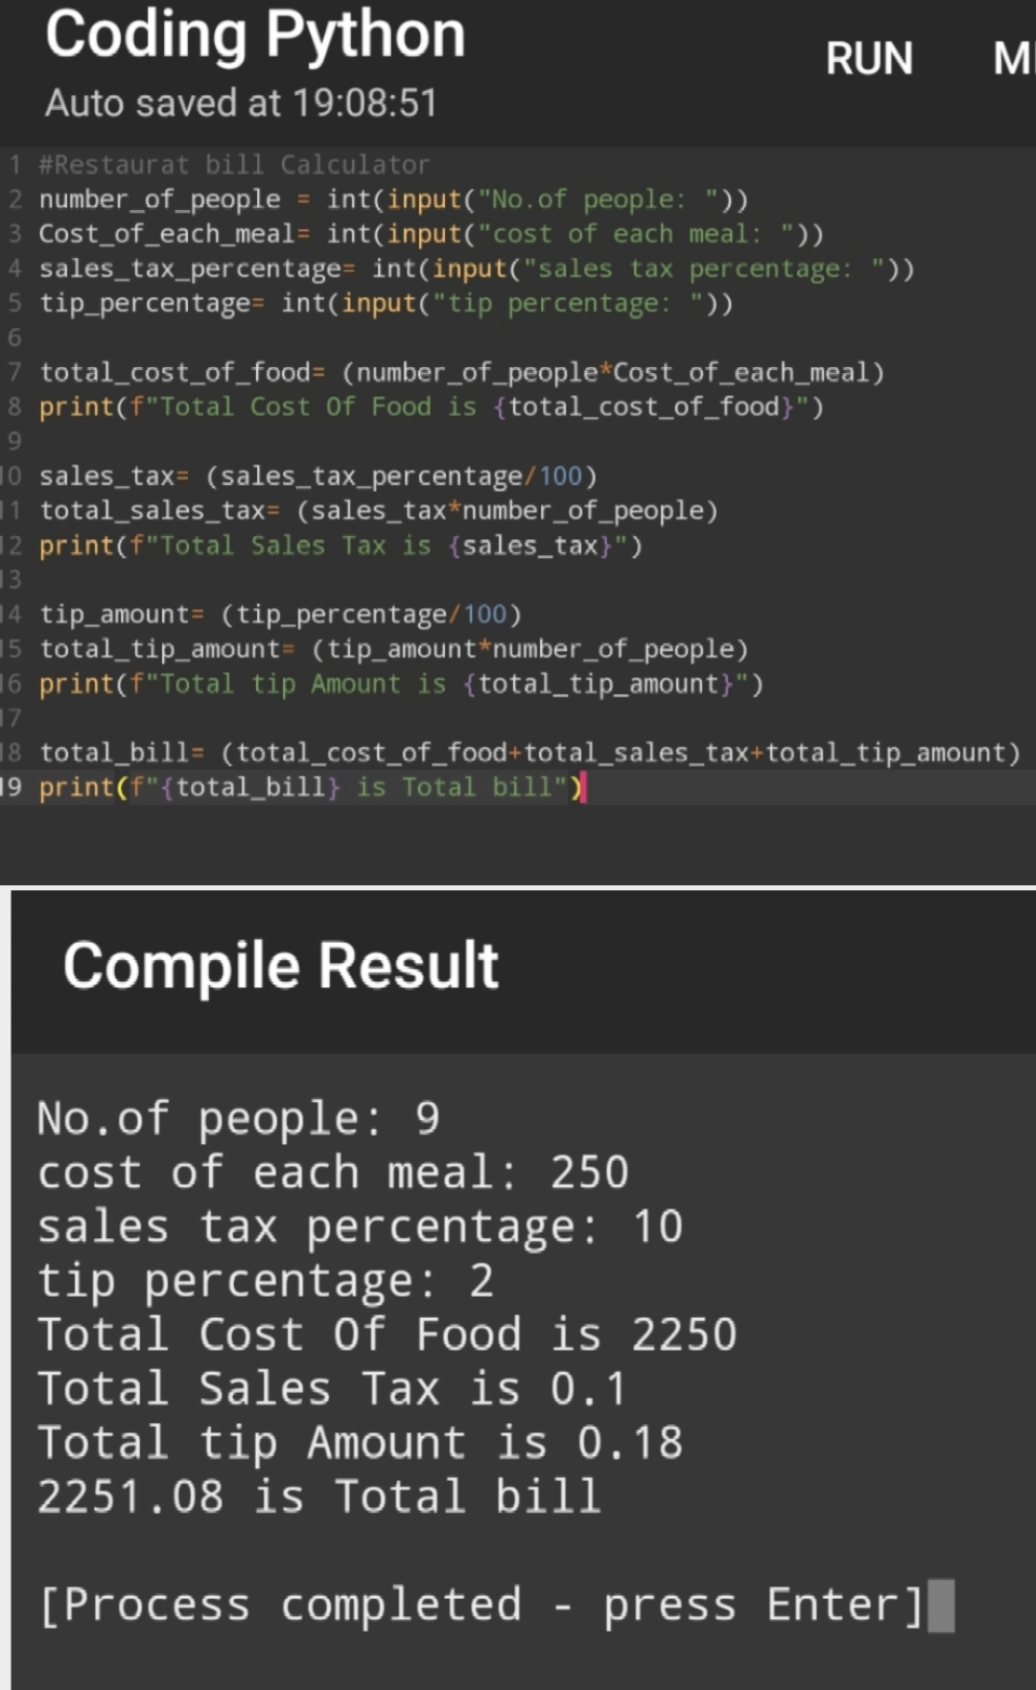 Coding Python
RUN
Auto saved at 19:08:51
1 #Restaurat bill Calculator
2 number_of_people = int(input("No.of people: "))
3 Cost_of_each_meal= int(input("cost of each meal: "))
4 sales_tax_percentage= int(input("sales tax percentage: "))
5 tip_percentage= int(input("tip percentage: "))
6
7 total_cost_of_food= (number_of_people*Cost_of_each_meal)
8 print(f"Total Cost Of Food is {total_cost_of_food}")
9
10 sales_tax= (sales_tax_percentage/100)
11 total_sales_tax= (sales_tax*number_of_people)
12 print(f"Total Sales Tax is {sales_tax}")
13
14 tip_amount= (tip_percentage/100)
15 total_tip_amount= (tip_amount*number_of_people)
16 print(f"Total tip Amount is {total_tip_amount}")
17
18 total_bill= (total_cost_of_food+total_sales_tax+total_tip_amount)
19 print(f"{total_bill} is Total bill")
Compile Result
No.of people: 9
cost of each meal: 250
sales tax percentage: 10
tip percentage: 2
Total Cost Of Food is 2250
Total Sales Tax is 0.1
Total tip Amount is 0.18
2251.08 is Total bill
[Process completed - press Enter]